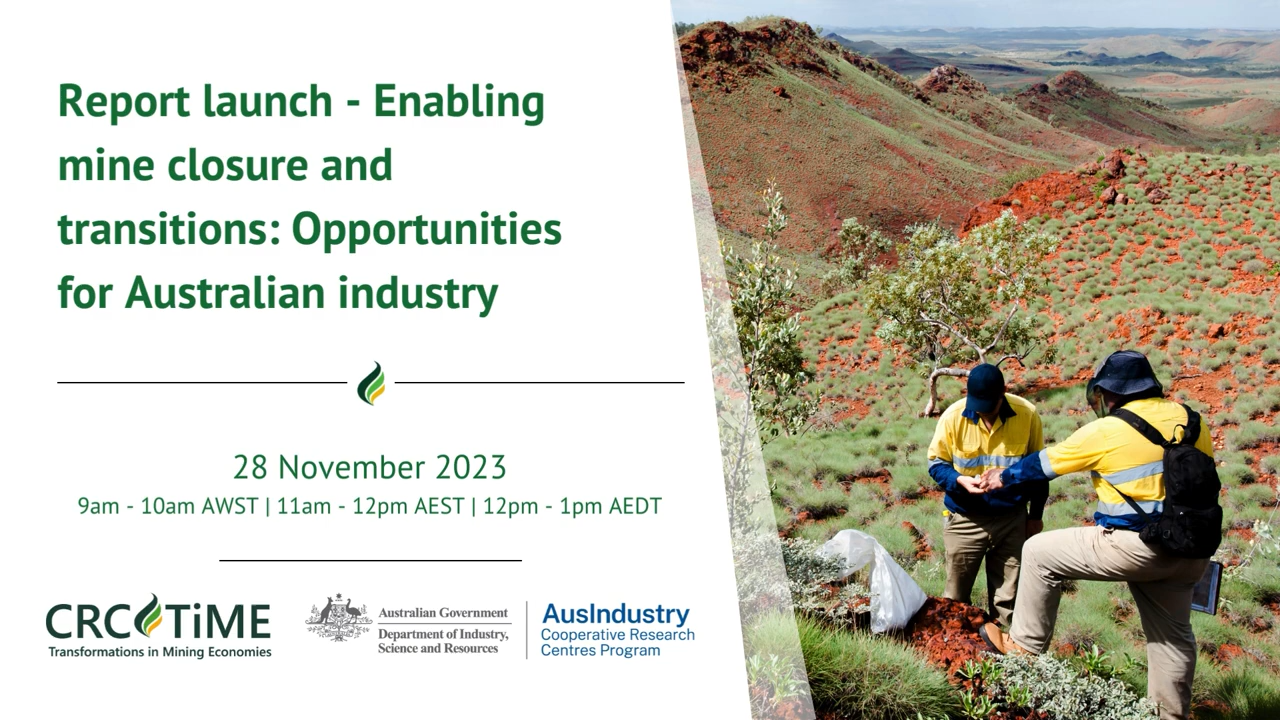 Report launch - Enabling
mine closure and
transitions: Opportunities
for Australian industry
28 November 2023
9am - 10am AWST | 11am - 12pm AEST | 12pm - 1pm AEDT
CRC TiME
Transformations in Mining Economies
Australian Government
Department of Industry,
Science and Resources
AusIndustry
Cooperative Research
Centres Program